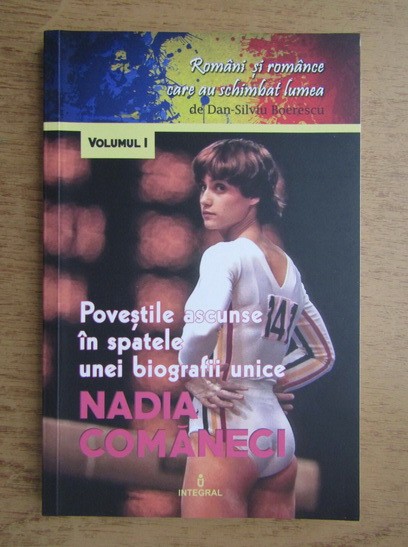 Români și românce
care au schimbat lumea
de Dan-Silviu Boerescu
VOLUMUL I
141
Poveștile ascunse
în spatele
unei biografii unice
NADIA
COMĂNECI
INTEGRAL